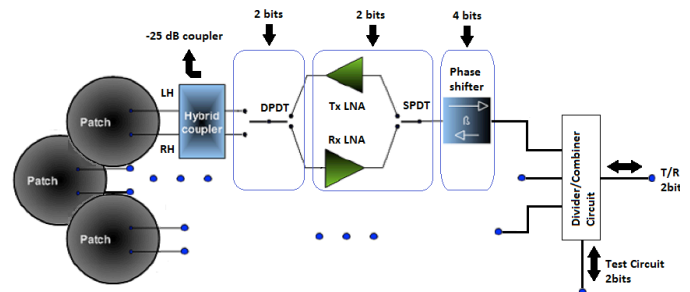 2 bits
2 bits
4 bits
-25 dB coupler
Phase
shifter
LH
DPDT
Tx LNA
SPDT
Patch
Hybrid
coupler
ß
RH
Rx LNA
Patch
Patch
Divider/Combiner
Circuit
T/R
2bit
Test Circuit
2bits